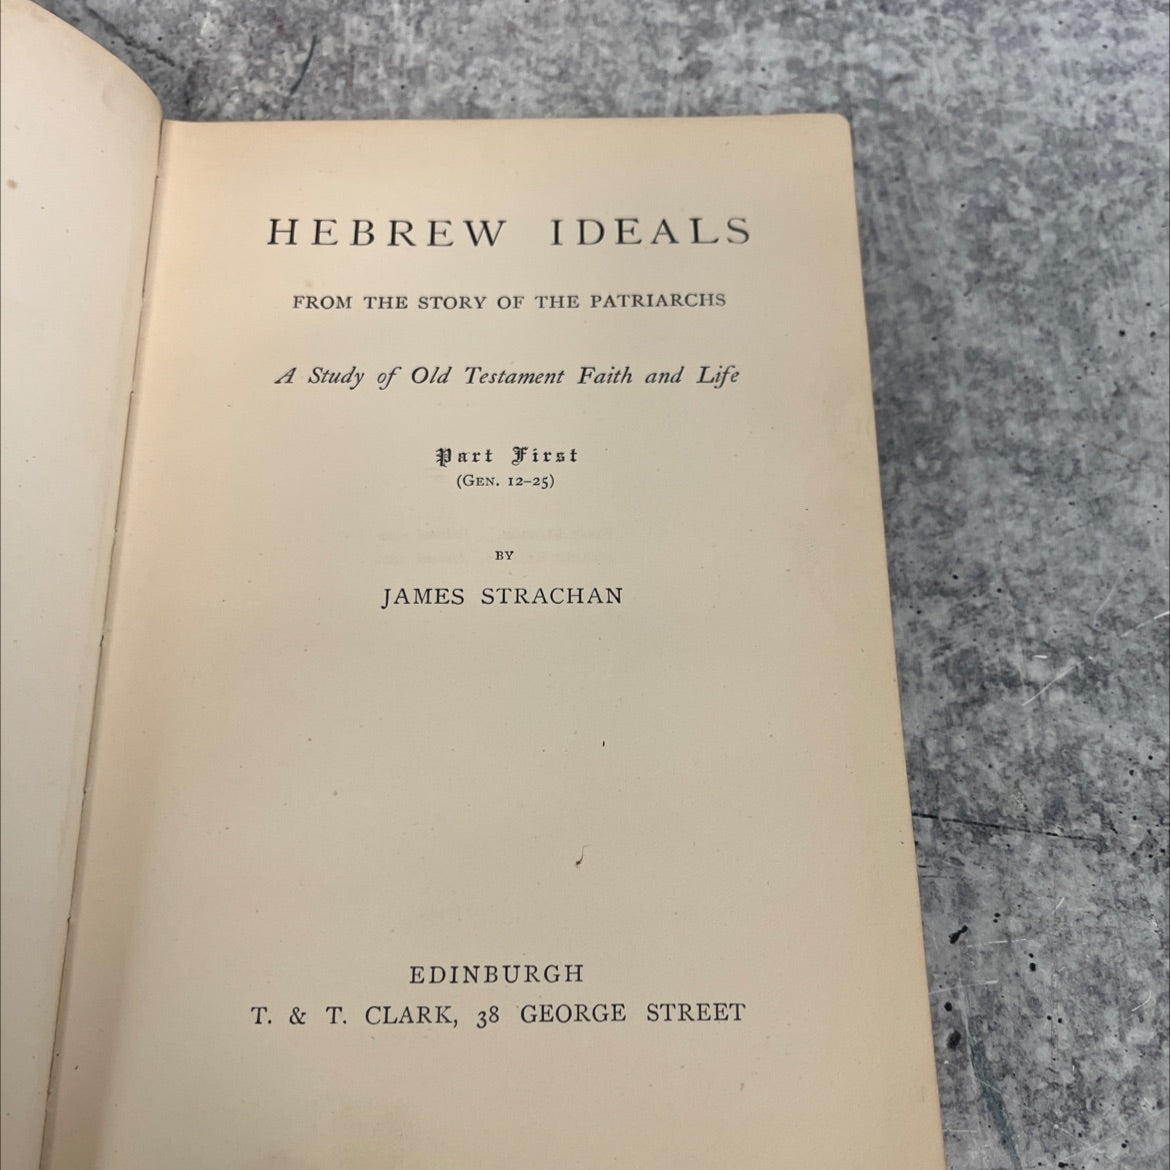 HEBREW IDEALS
FROM THE STORY OF THE PATRIARCHS
A Study of Old Testament Faith and Life
Part First
(GEN. 12–25)
BY
JAMES STRACHAN
EDINBURGH
T. & T. CLARK, 38 GEORGE STREET